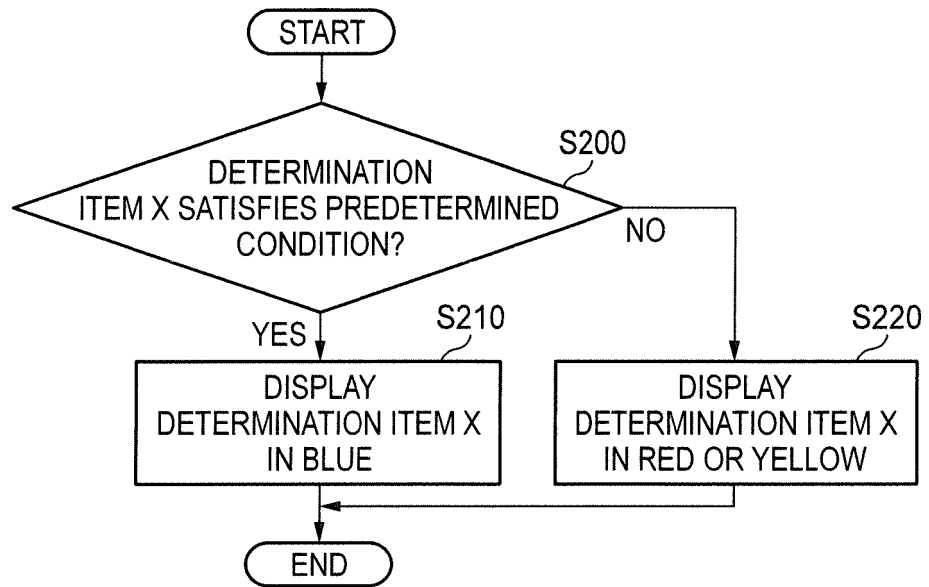 START
S200
DETERMINATION
ITEM X SATISFIES PREDETERMINED
CONDITION?
NO
YES
S210
S220
DISPLAY
DETERMINATION ITEM X
IN BLUE
DISPLAY
DETERMINATION ITEM X
IN RED OR YELLOW
END